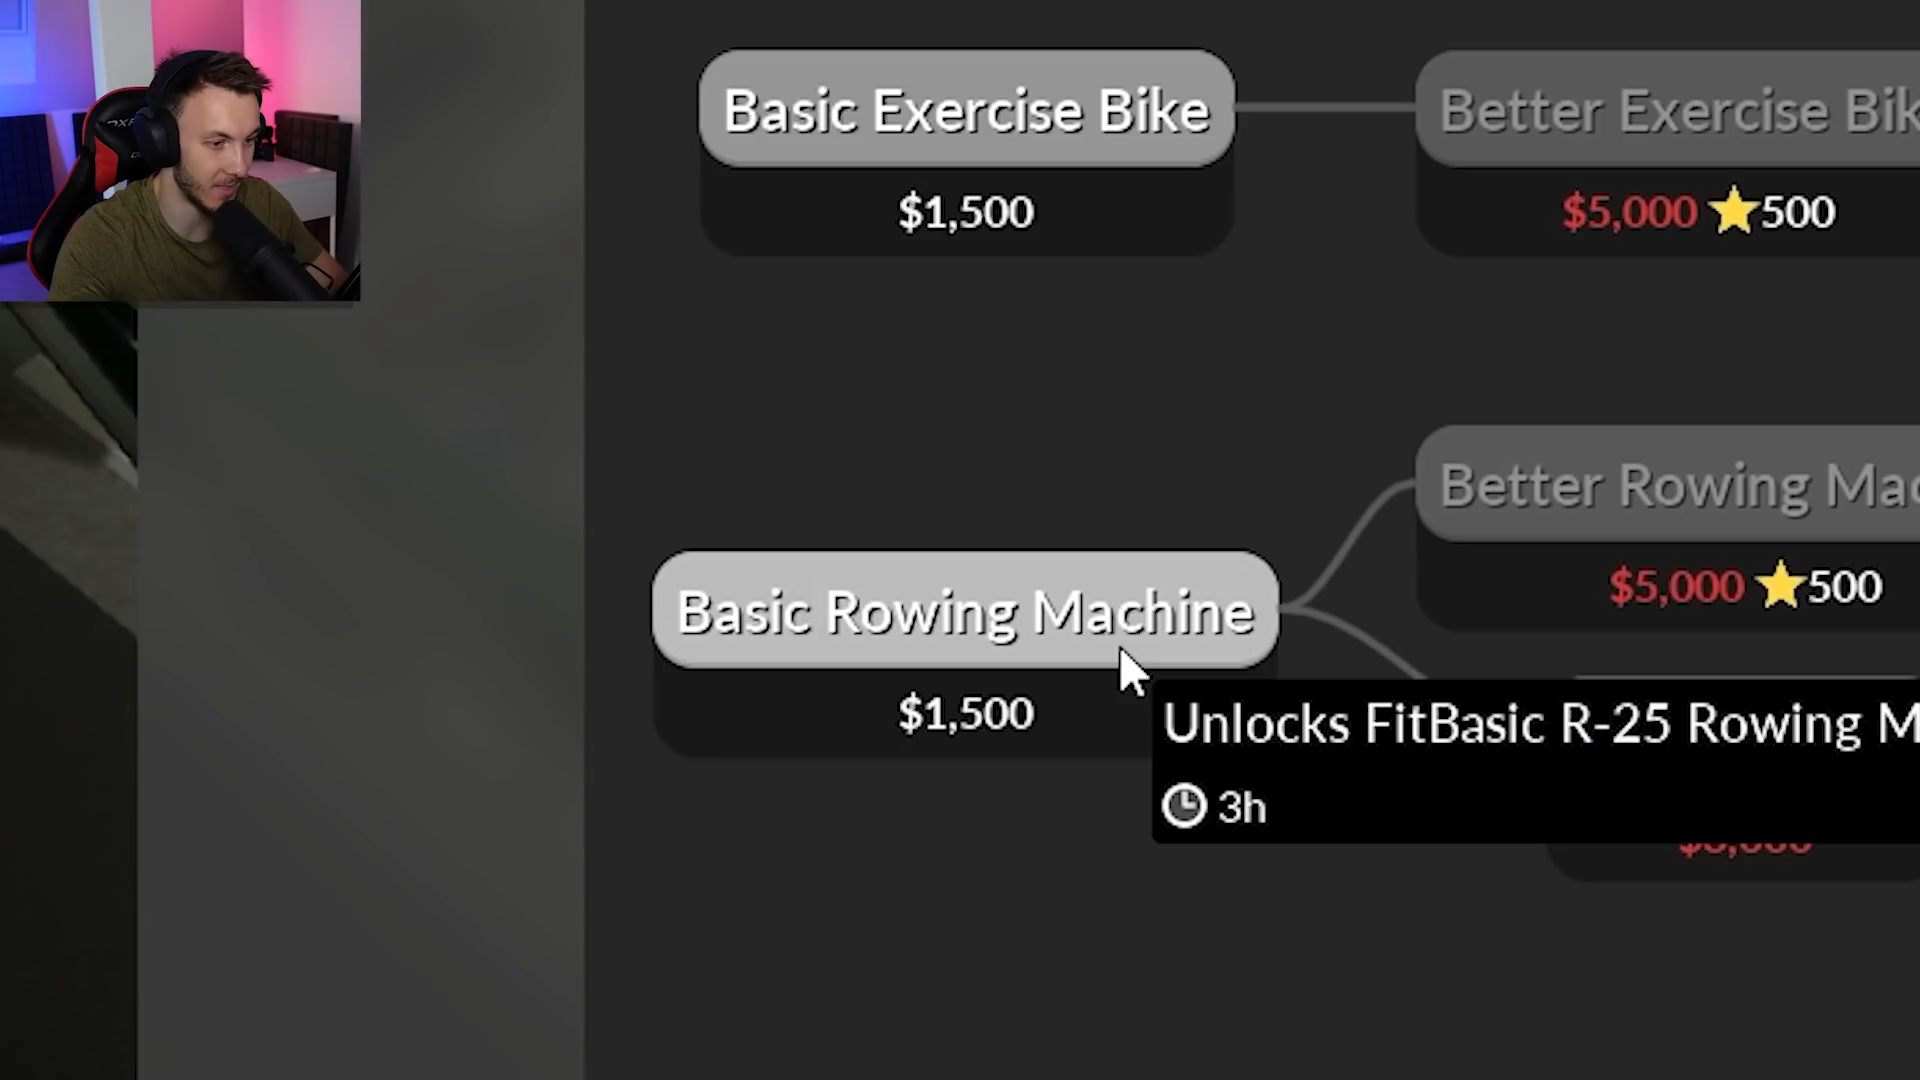 Basic Exercise Bike
$1,500
Better Exercise Bik
$5,000 500
Better Rowing Mac
$5,000 500
Basic Rowing Machine
$1,500
Unlocks FitBasic R-25 Rowing M
3h